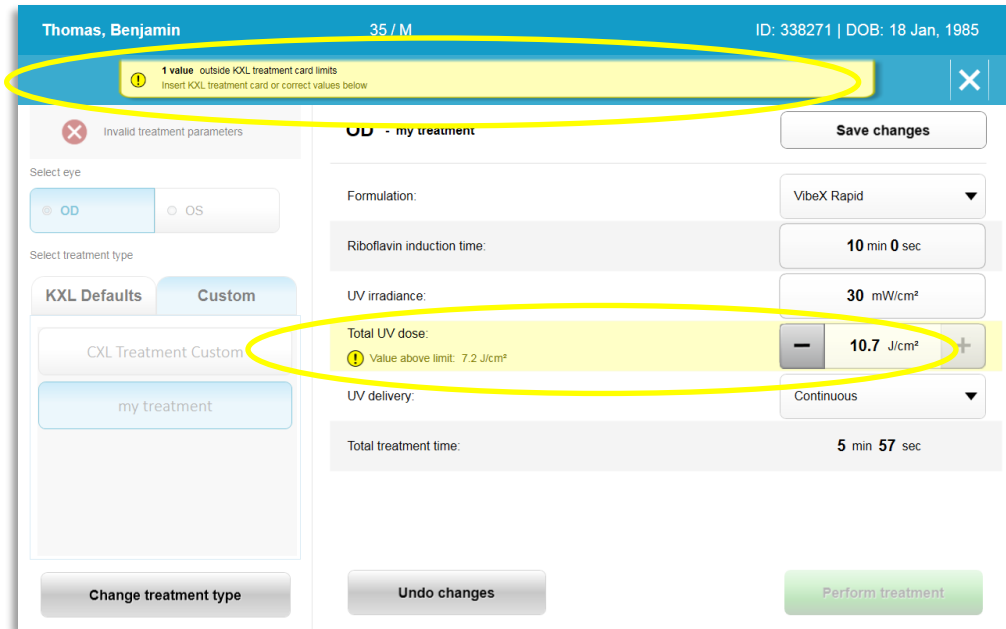 Thomas, Benjamin 35 / M ID: 338271 | DOB: 18 Jan, 1985
1 value outside KXL treatment card limits
Insert KXL treatment card or correct values below
Invalid treatment parameters
OD - my treatment
Save changes
Select eye
OD
OS
Select treatment type
KXL Defaults
Custom
CXL Treatment Custom
my treatment
Change treatment type
Formulation: VibeX Rapid
Riboflavin induction time: 10 min 0 sec
UV irradiance: 30 mW/cm²
Total UV dose: 10.7 J/cm²
Value above limit: 7.2 J/cm²
UV delivery: Continuous
Total treatment time: 5 min 57 sec
Undo changes
Perform treatment